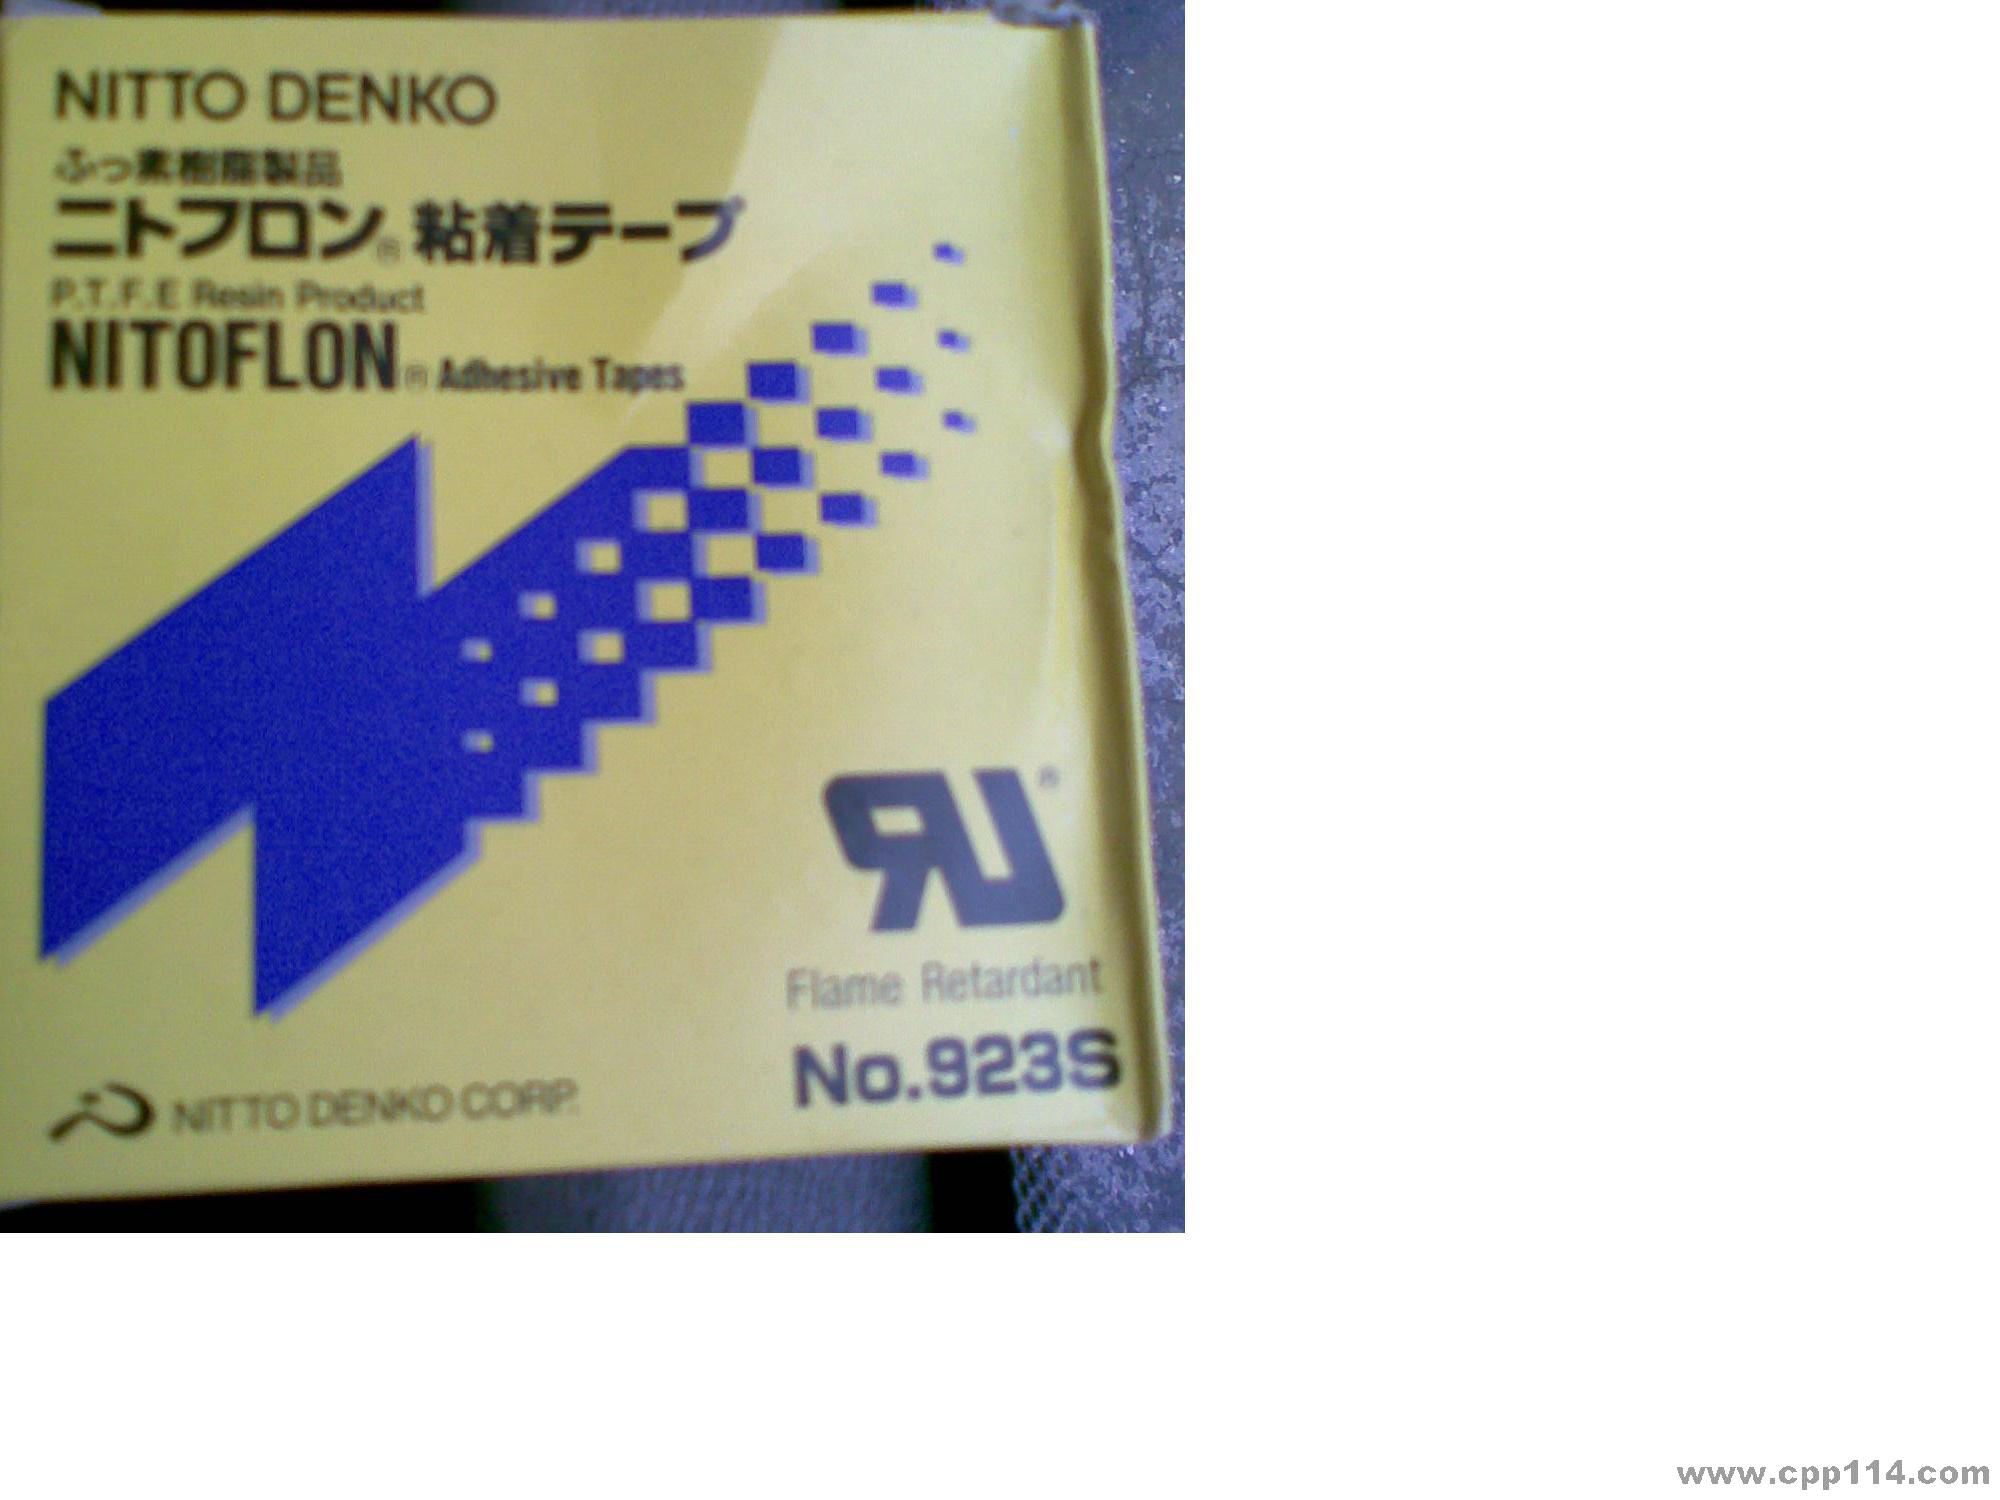 NITTO DENKO
ふっ素樹脂製品
ニトフロン® 粘着テープ
P.T.F.E Resin Product
NITOFLON® Adhesive Tapes
RU®
Flame Retardant
No.923S
NITTO DENKO CORP.
www.cpp114.com